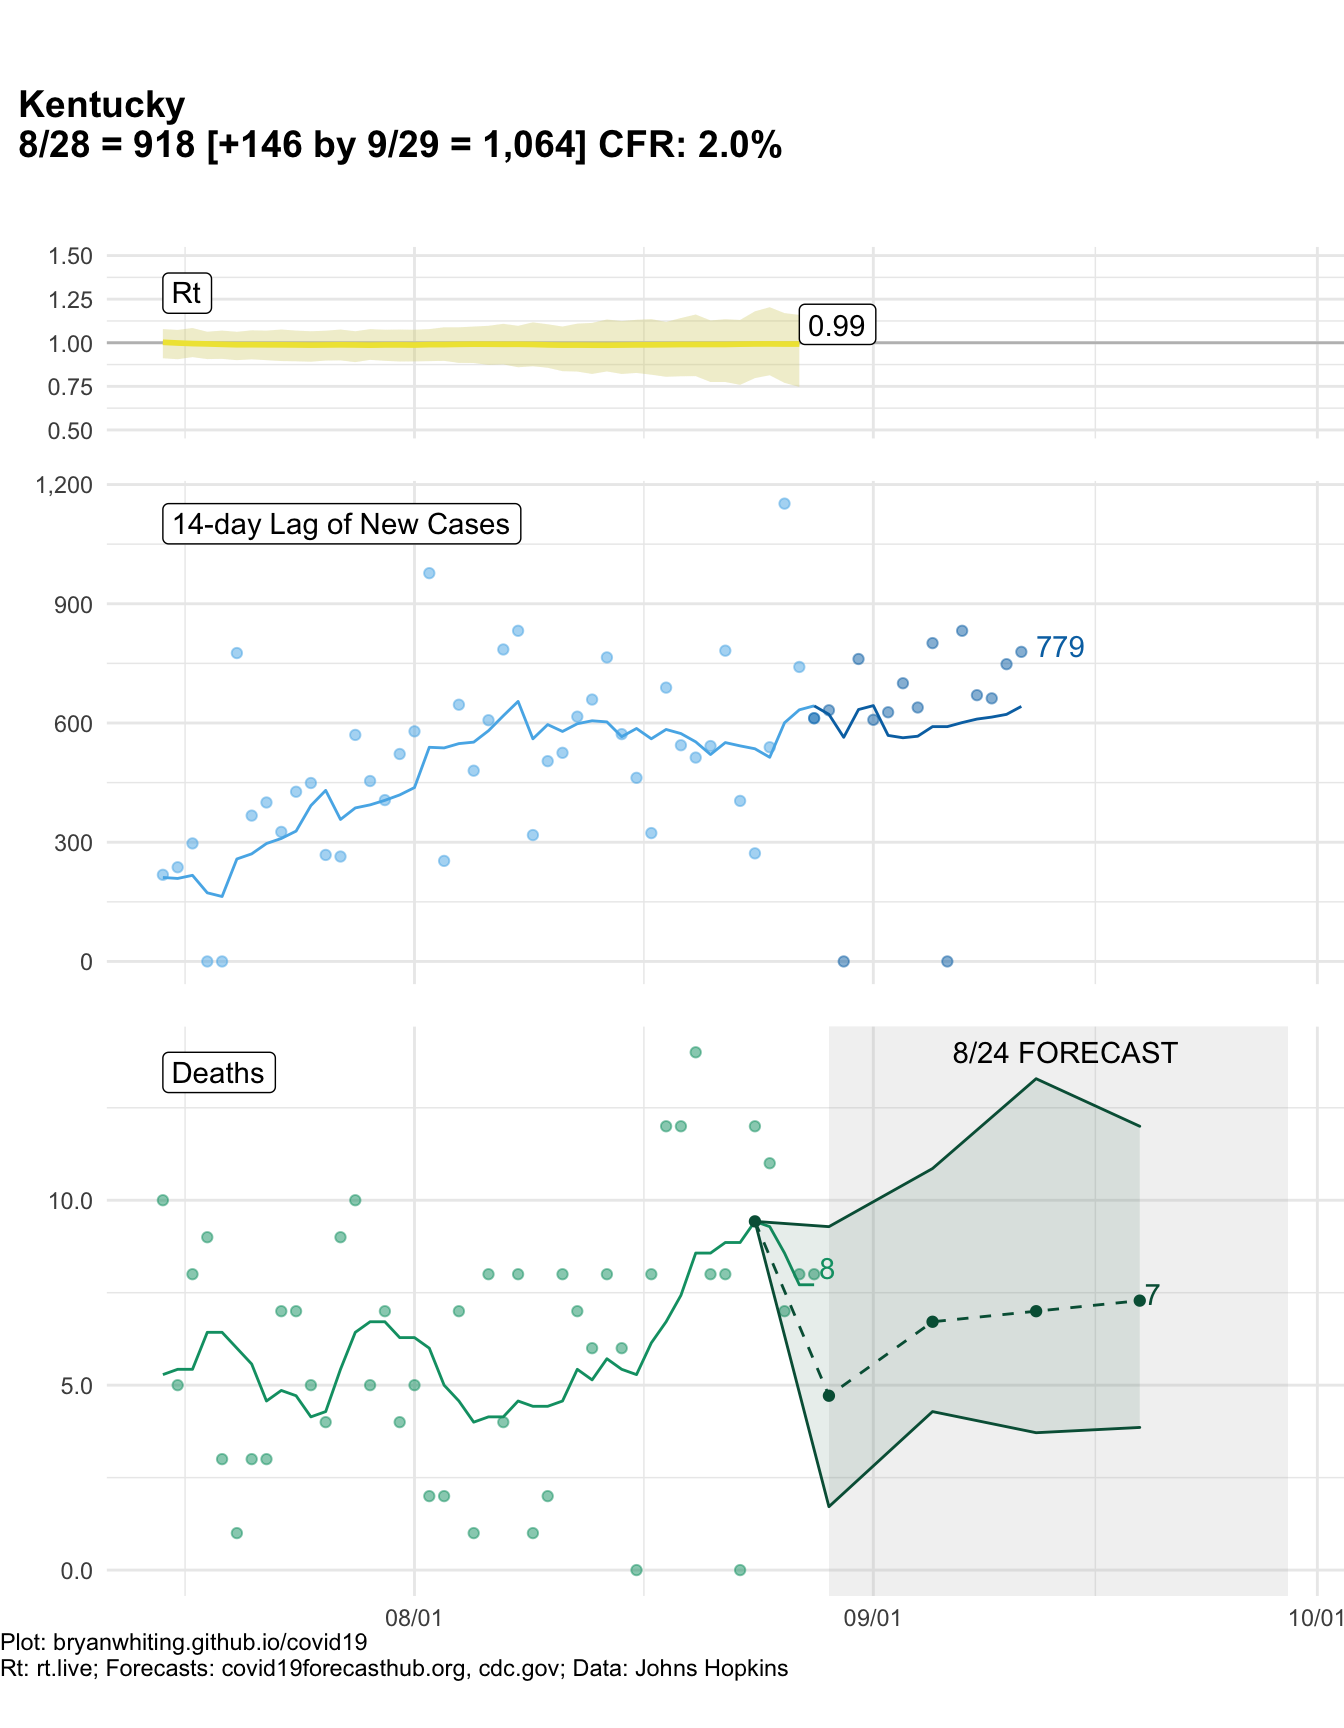 Kentucky
8/28 = 918 [+146 by 9/29 = 1,064] CFR: 2.0%
1.50
Rt
1.25
0.99
1.00
0.75
0.50
1,200
14-day Lag of New Cases
900
779
600
300
0
8/24 FORECAST
Deaths
10.0
8
7
5.0
0.0
08/01 09/01 10/01
Plot: bryanwhiting.github.io/covid19
Rt: rt.live; Forecasts: covid19forecasthub.org, cdc.gov; Data: Johns Hopkins